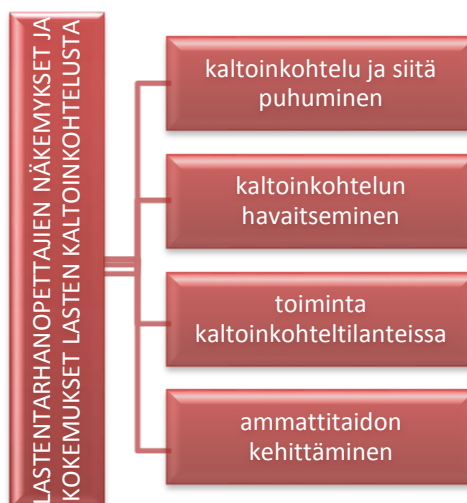 LASTENTARHANOPETTAJIEN NÄKEMYKSET JA
KOKEMUKSET LASTEN KALTOINKOHTELUSTA
kaltoinkohtelu ja siitä
puhuminen
kaltoinkohtelun
havaitseminen
toiminta
kaltoinkohteltilanteissa
ammattitaidon
kehittäminen